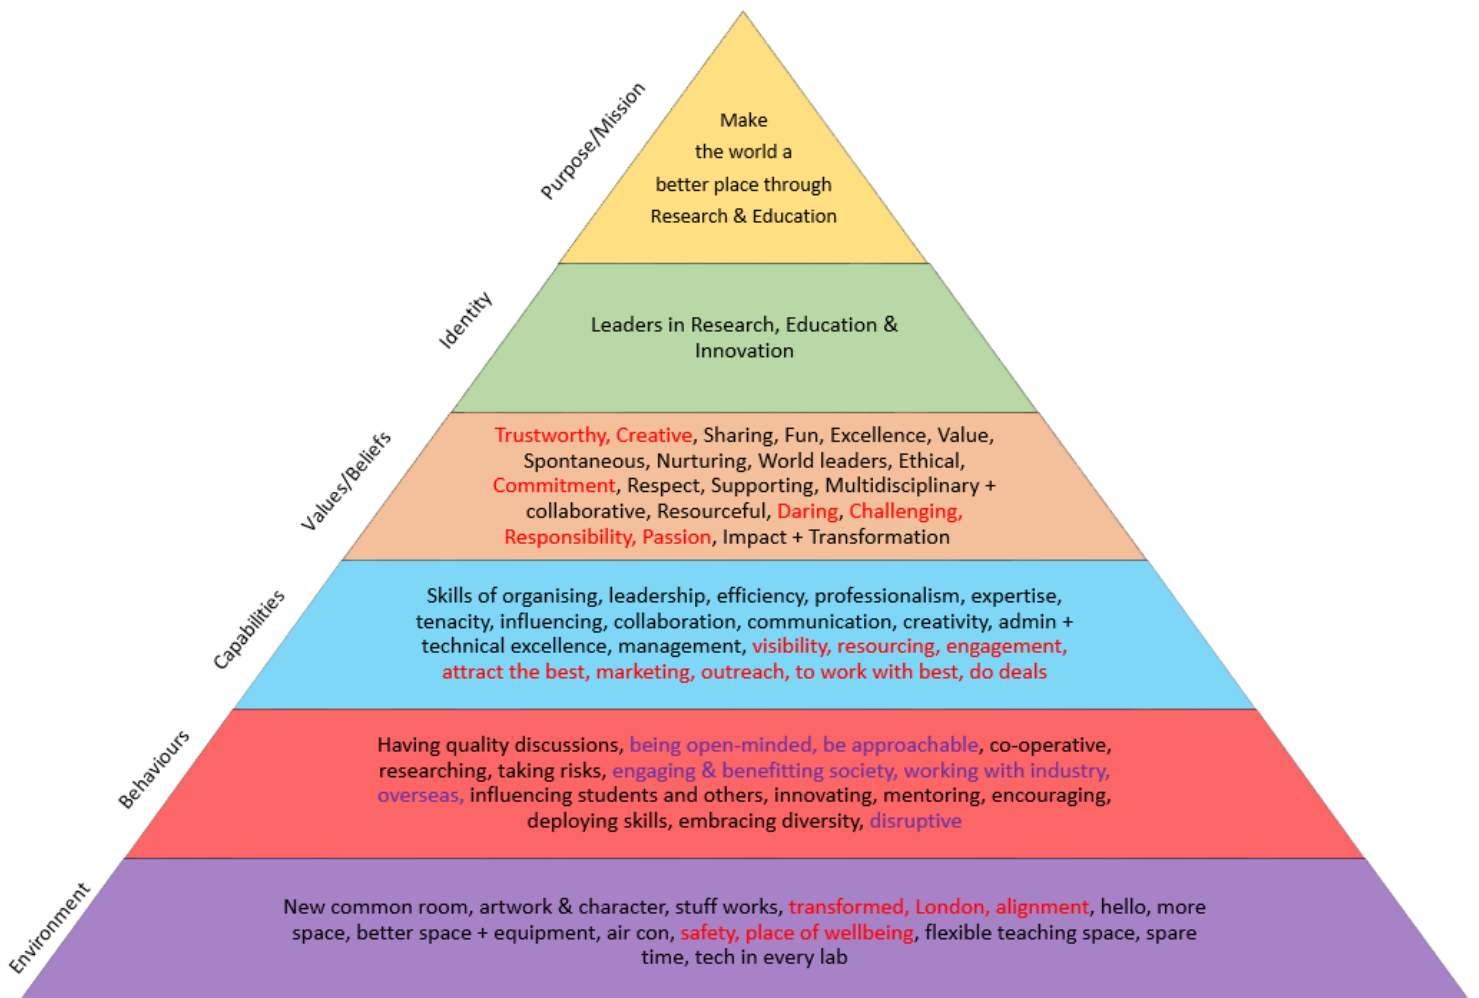 Purpose/Mission
Make
the world a
better place through
Research & Education
Identity
Leaders in Research, Education &
Innovation
Values/Beliefs
Trustworthy, Creative, Sharing, Fun, Excellence, Value,
Spontaneous, Nurturing, World leaders, Ethical,
Commitment, Respect, Supporting, Multidisciplinary +
collaborative, Resourceful, Daring, Challenging,
Responsibility, Passion, Impact + Transformation
Capabilities
Skills of organising, leadership, efficiency, professionalism, expertise,
tenacity, influencing, collaboration, communication, creativity, admin +
technical excellence, management, visibility, resourcing, engagement,
attract the best, marketing, outreach, to work with best, do deals
Behaviours
Having quality discussions, being open-minded, be approachable, co-operative,
researching, taking risks, engaging & benefitting society, working with industry,
overseas, influencing students and others, innovating, mentoring, encouraging,
deploying skills, embracing diversity, disruptive
Environment
New common room, artwork & character, stuff works, transformed, London, alignment, hello, more
space, better space + equipment, air con, safety, place of wellbeing, flexible teaching space, spare
time, tech in every lab